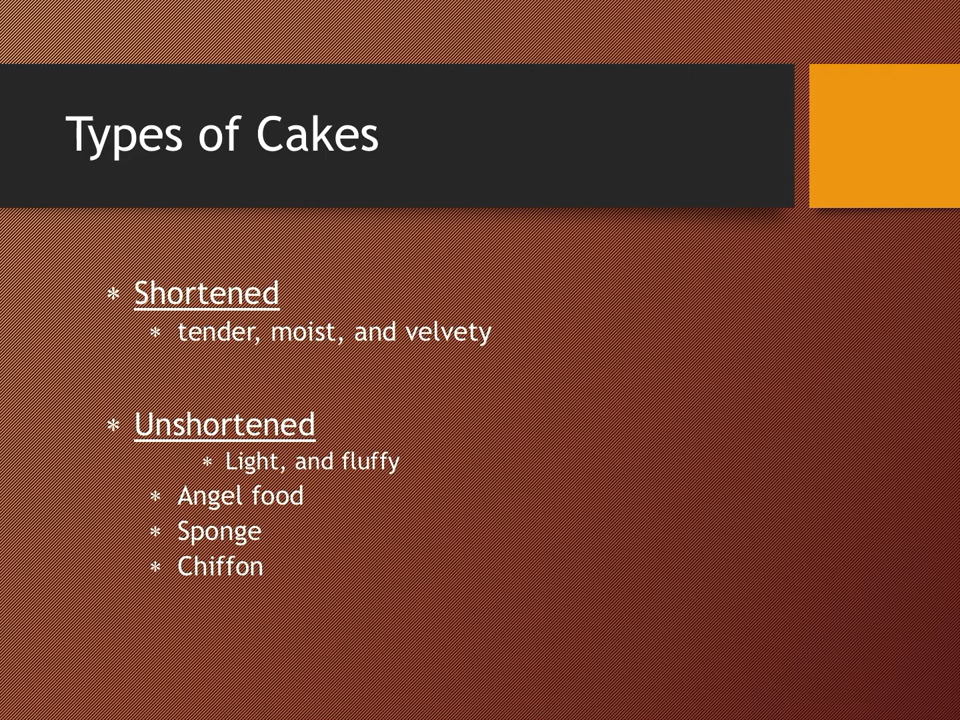 Types of Cakes
* Shortened
* tender, moist, and velvety
* Unshortened
* Light, and fluffy
* Angel food
* Sponge
* Chiffon